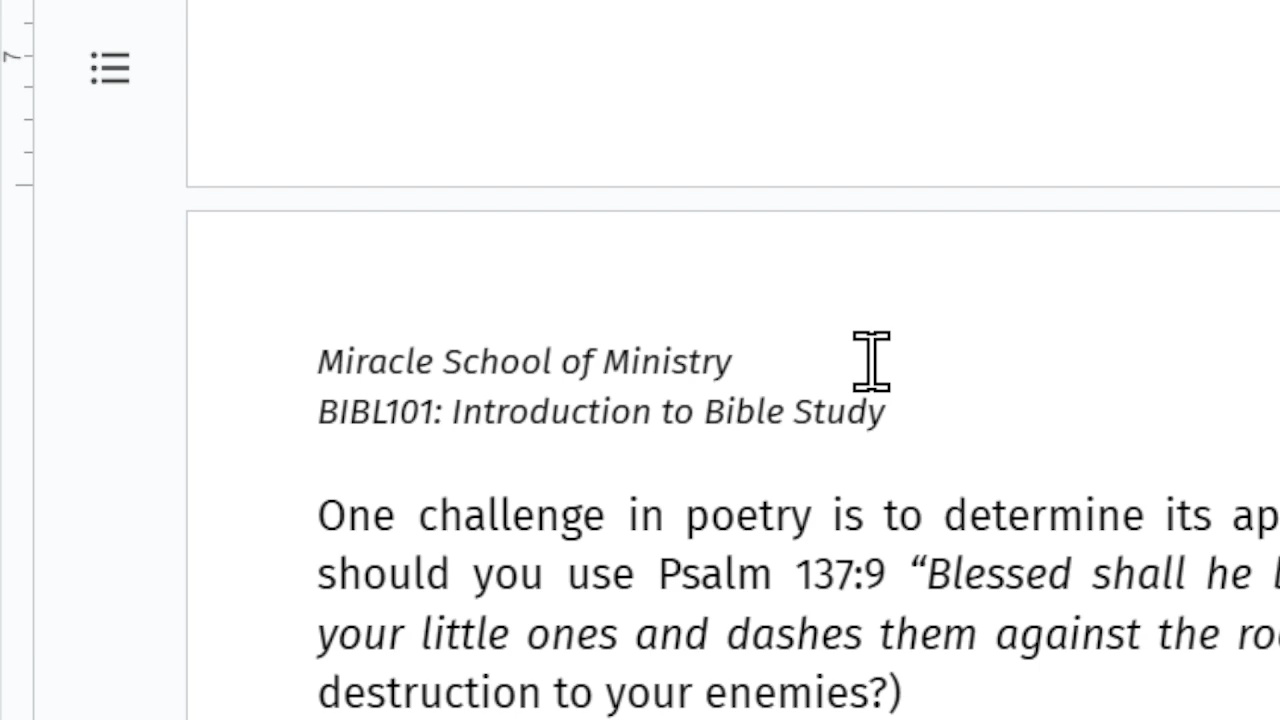 7
Miracle School of Ministry
BIBL101: Introduction to Bible Study
One challenge in poetry is to determine its
should you use Psalm 137:9 “Blessed shall he
your little ones and dashes them against the
destruction to your enemies?)